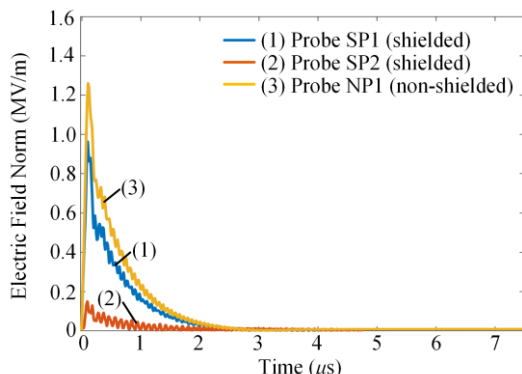 1.6
1.4
1.2
1.0
0.8
0.6
0.4
0.2
0
Electric Field Norm (MV/m)
(1) Probe SP1 (shielded)
(2) Probe SP2 (shielded)
(3) Probe NP1 (non-shielded)
(3)
(1)
(2)
0 1 2 3 4 5 6 7
Time (μs)